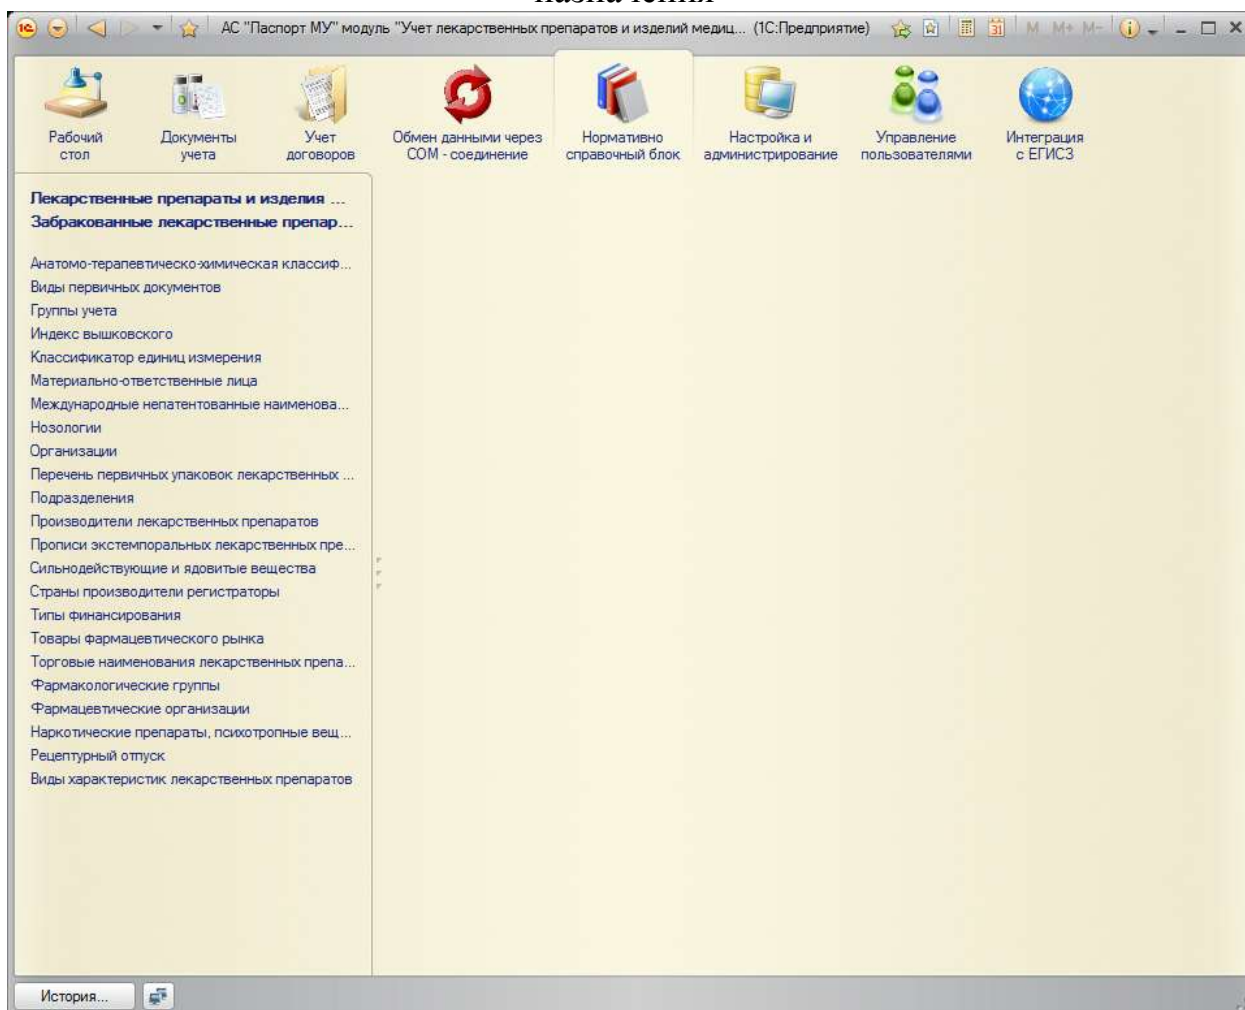 назначения
АС "Паспорт МУ" модуль "Учет лекарственных препаратов и изделий медиц... (1С:Предприятие)
M M+ M-
Рабочий стол
Документы учета
Учет договоров
Обмен данными через COM - соединение
Нормативно справочный блок
Настройка и администрирование
Управление пользователями
Интеграция с ЕГИСЗ
Лекарственные препараты и изделия ...
Забракованные лекарственные препар...
Анатомо-терапевтическо-химическая классиф...
Виды первичных документов
Группы учета
Индекс вышковского
Классификатор единиц измерения
Материально-ответственные лица
Международные непатентованные наименова...
Нозологии
Организации
Перечень первичных упаковок лекарственных ...
Подразделения
Производители лекарственных препаратов
Прописи экстемпоральных лекарственных пре...
Сильнодействующие и ядовитые вещества
Страны производители регистраторы
Типы финансирования
Товары фармацевтического рынка
Торговые наименования лекарственных препа...
Фармакологические группы
Фармацевтические организации
Наркотические препараты, психотропные вещ...
Рецептурный отпуск
Виды характеристик лекарственных препаратов
История...